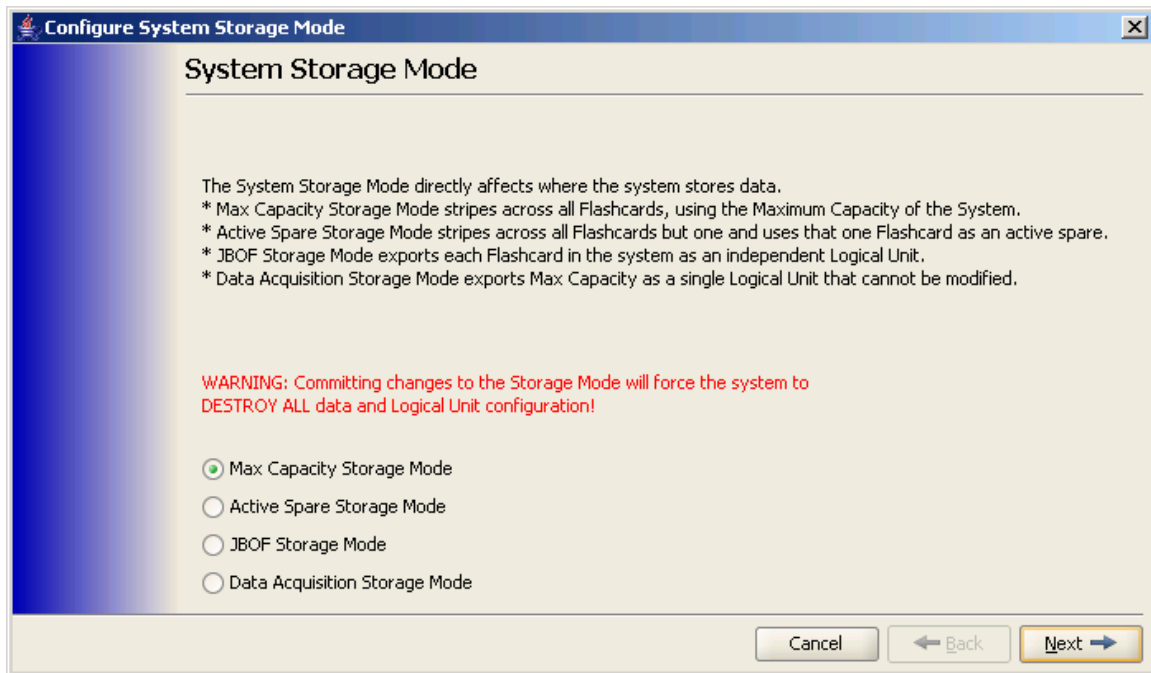 Configure System Storage Mode
System Storage Mode
The System Storage Mode directly affects where the system stores data.
* Max Capacity Storage Mode stripes across all Flashcards, using the Maximum Capacity of the System.
* Active Spare Storage Mode stripes across all Flashcards but one and uses that one Flashcard as an active spare.
* JBOF Storage Mode exports each Flashcard in the system as an independent Logical Unit.
* Data Acquisition Storage Mode exports Max Capacity as a single Logical Unit that cannot be modified.
WARNING: Committing changes to the Storage Mode will force the system to
DESTROY ALL data and Logical Unit configuration!
Max Capacity Storage Mode
Active Spare Storage Mode
JBOF Storage Mode
Data Acquisition Storage Mode
Cancel Back Next